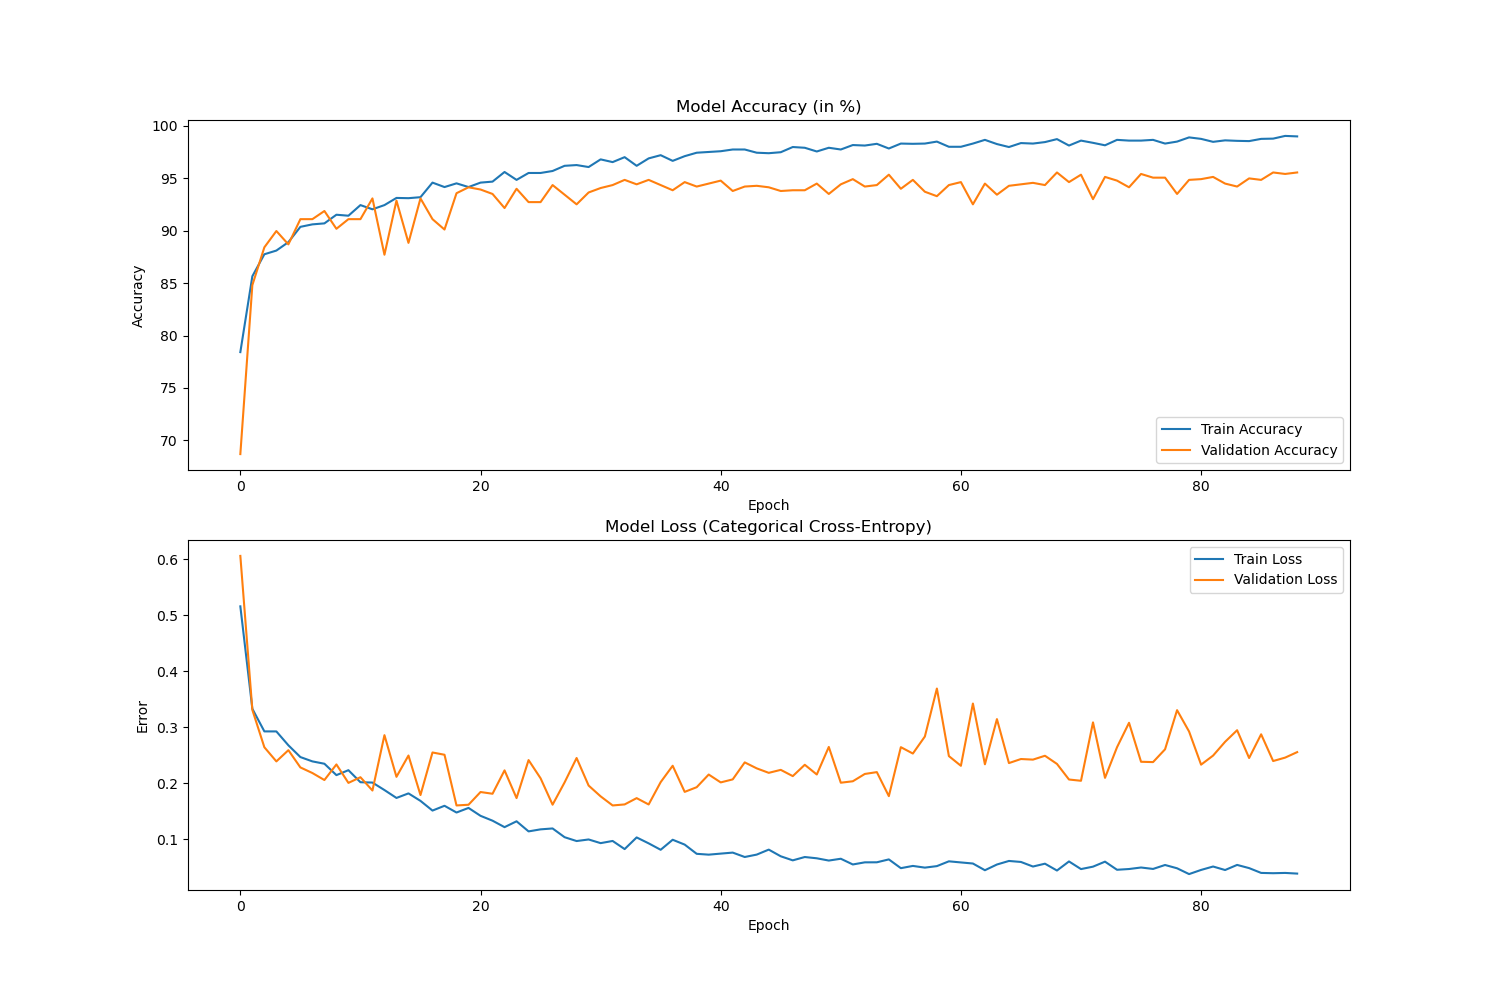 Model Accuracy (in %)
100
95
90
85
80
75
70
Accuracy
Train Accuracy
Validation Accuracy
0 20 40 60 80
Epoch
Model Loss (Categorical Cross-Entropy)
0.6
0.5
0.4
0.3
0.2
0.1
Error
Train Loss
Validation Loss
0 20 40 60 80
Epoch